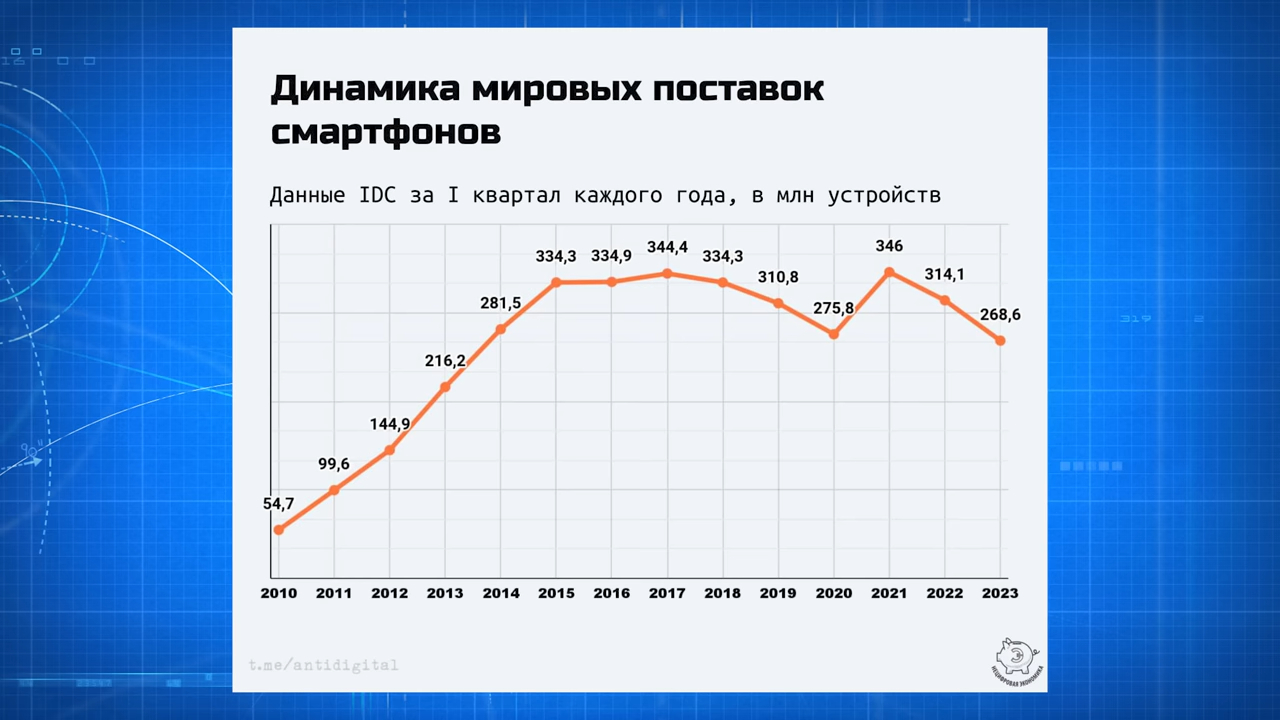 Динамика мировых поставок
смартфонов
Данные IDC за I квартал каждого года, в млн устройств
334,3 334,9 344,4 334,3 310,8 275,8 346 314,1 268,6
281,5
216,2
144,9
99,6
54,7
2010 2011 2012 2013 2014 2015 2016 2017 2018 2019 2020 2021 2022 2023
t.me/antidigital
Э
НЕЦИФРОВАЯ ЭКОНОМИКА